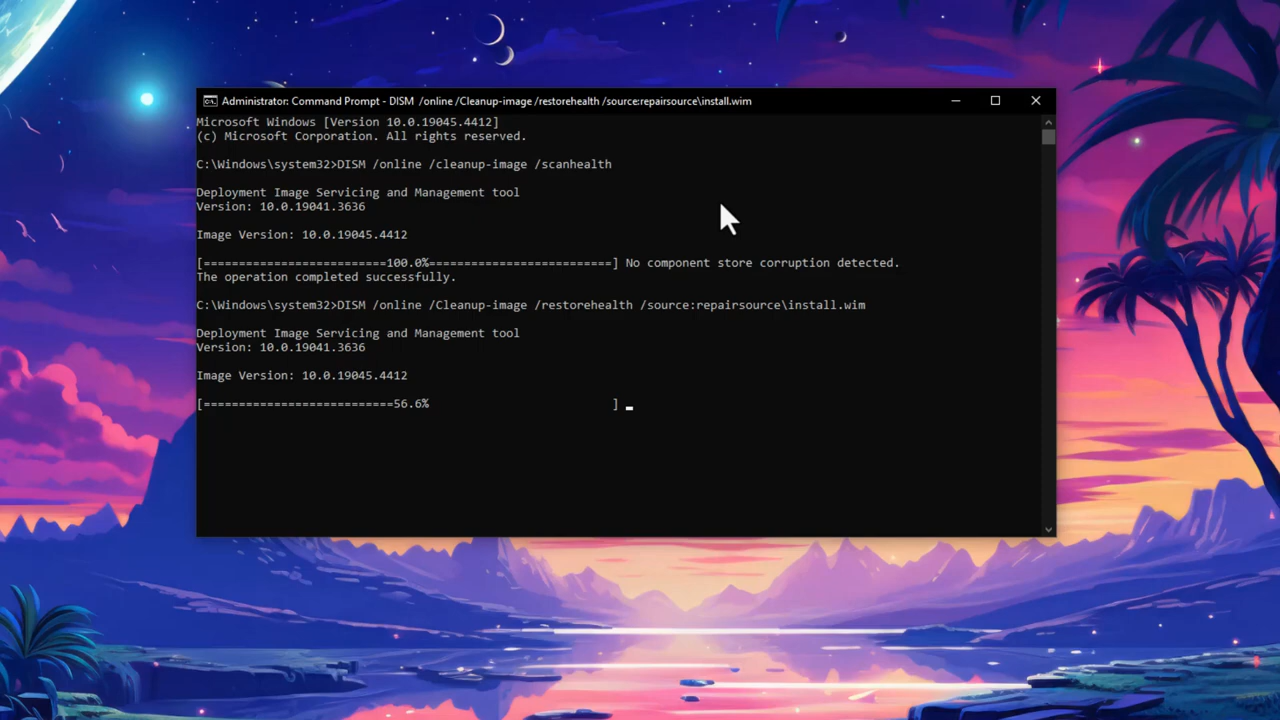 Administrator: Command Prompt - DISM  /online /Cleanup-image /restorehealth /source:repairsource\install.wim
Microsoft Windows [Version 10.0.19045.4412]
(c) Microsoft Corporation. All rights reserved.
C:\Windows\system32>DISM /online /cleanup-image /scanhealth
Deployment Image Servicing and Management tool
Version: 10.0.19041.3636
Image Version: 10.0.19045.4412
[==========================100.0%==========================] No component store corruption detected.
The operation completed successfully.
C:\Windows\system32>DISM /online /Cleanup-image /restorehealth /source:repairsource\install.wim
Deployment Image Servicing and Management tool
Version: 10.0.19041.3636
Image Version: 10.0.19045.4412
[===========================56.6%                          ]